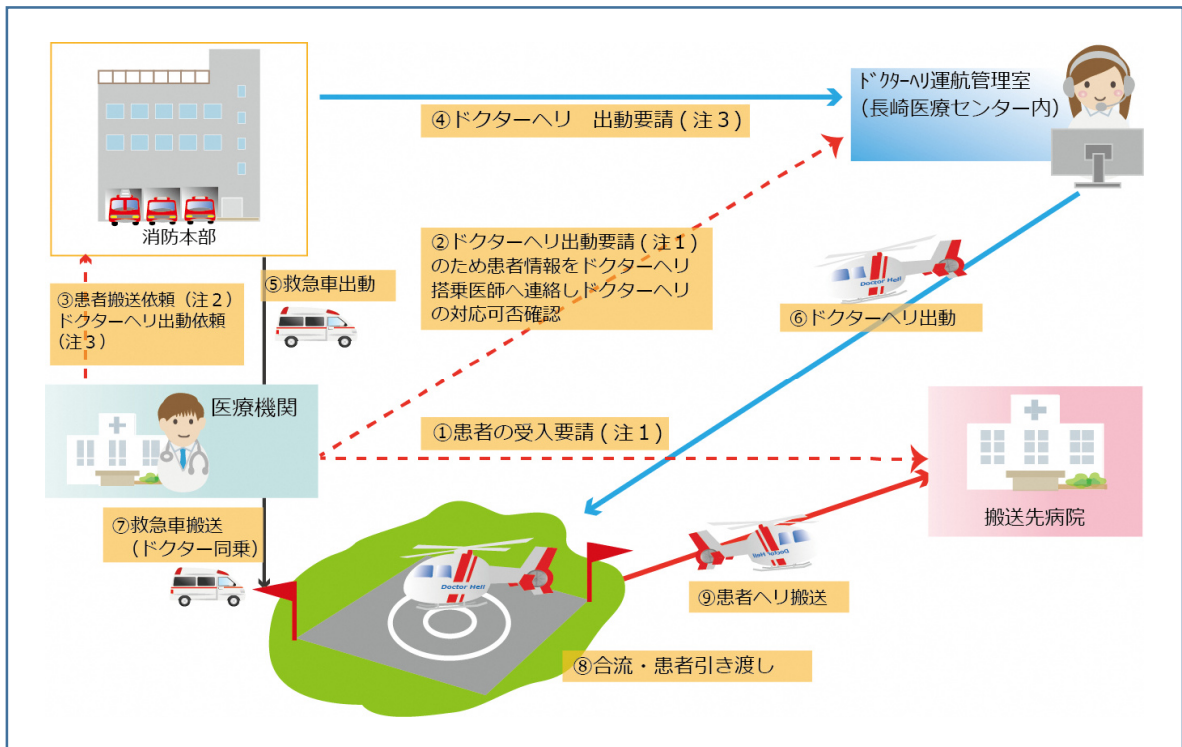 ﾄﾞｸﾀｰﾍﾘ運航管理室
(長崎医療センター内)
④ドクターヘリ　出動要請(注３)
消防本部
②ドクターヘリ出動要請(注１)
のため患者情報をドクターヘリ
搭乗医師へ連絡しドクターヘリ
の対応可否確認
⑤救急車出動
③患者搬送依頼(注２)
ドクターヘリ出動依頼
(注３)
Doctor Heli
⑥ドクターヘリ出動
医療機関
①患者の受入要請(注１)
搬送先病院
⑦救急車搬送
(ドクター同乗)
Doctor Heli
Doctor Heli
⑨患者ヘリ搬送
⑧合流・患者引き渡し